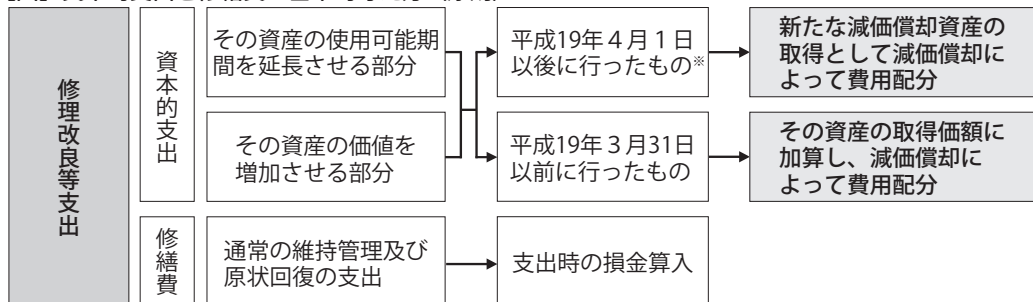 修理改良等支出
資本的支出
その資産の使用可能期
間を延長させる部分
その資産の価値を
増加させる部分
平成19年4月1日
以後に行ったもの※
平成19年3月31日
以前に行ったもの
新たな減価償却資産の
取得として減価償却に
よって費用配分
その資産の取得価額に
加算し、減価償却に
よって費用配分
修繕費
通常の維持管理及び
原状回復の支出
支出時の損金算入